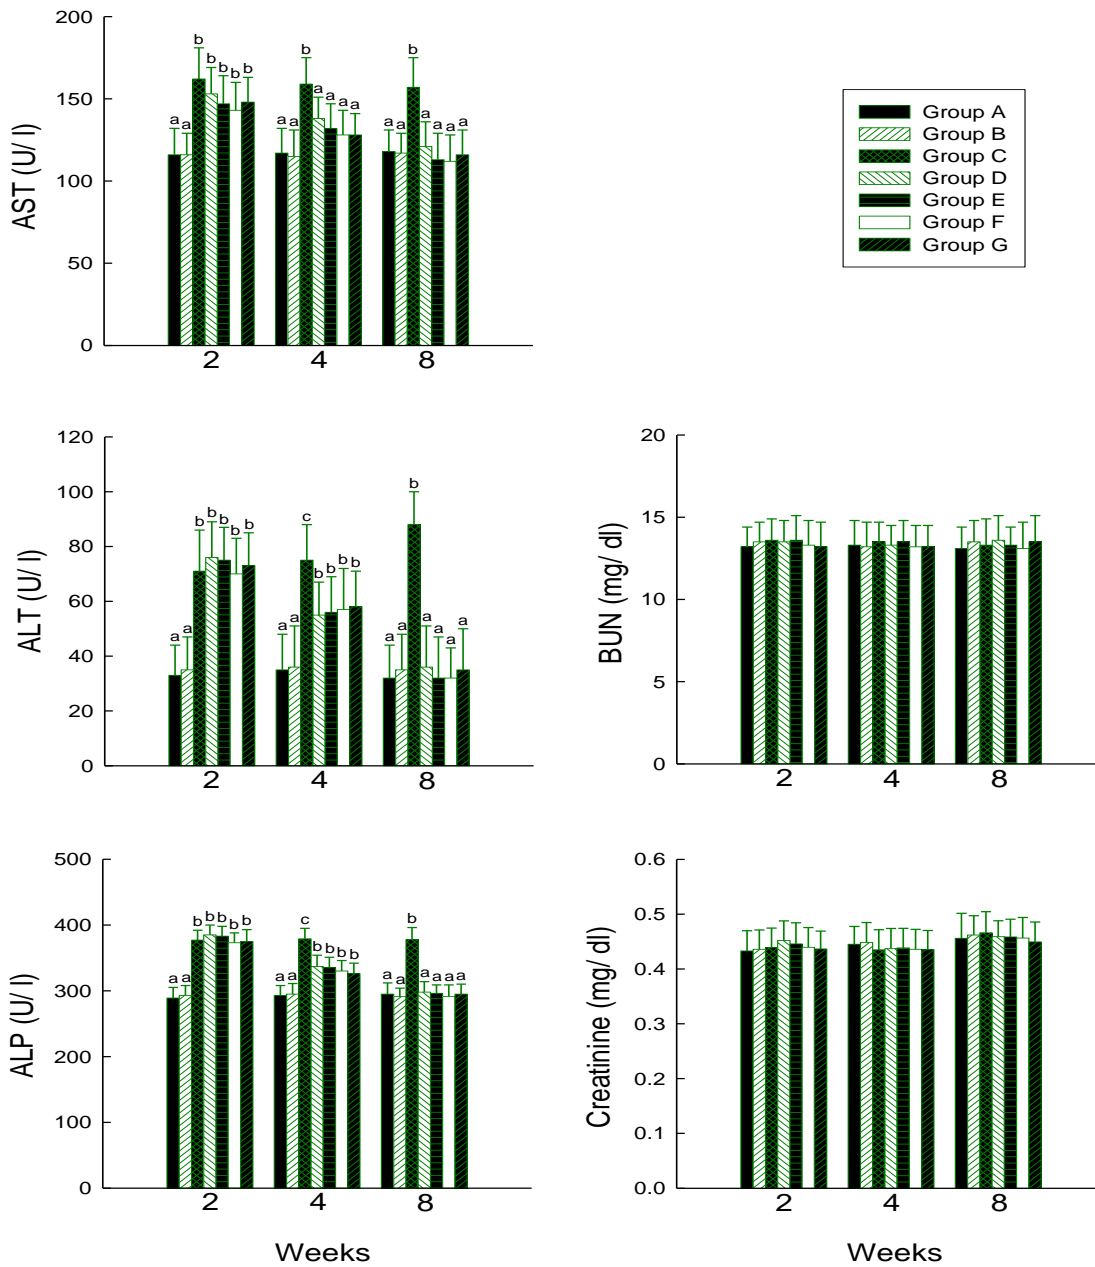 200
150
100
50
0
AST (U/ l)
b b b b b b
a a
b
a a a a a a
b
a a a a a a
2 4 8
Group A
Group B
Group C
Group D
Group E
Group F
Group G
120
100
80
60
40
20
0
ALT (U/ l)
a a b b b b b
a a c b b b b
a a b a a a a
2 4 8
20
15
10
5
0
BUN (mg/ dl)
2 4 8
500
400
300
200
100
0
ALP (U/ l)
a a b b b b b
a a c b b b b
a a b a a a a
2 4 8
Weeks
0.6
0.5
0.4
0.3
0.2
0.1
0.0
Creatinine (mg/ dl)
2 4 8
Weeks